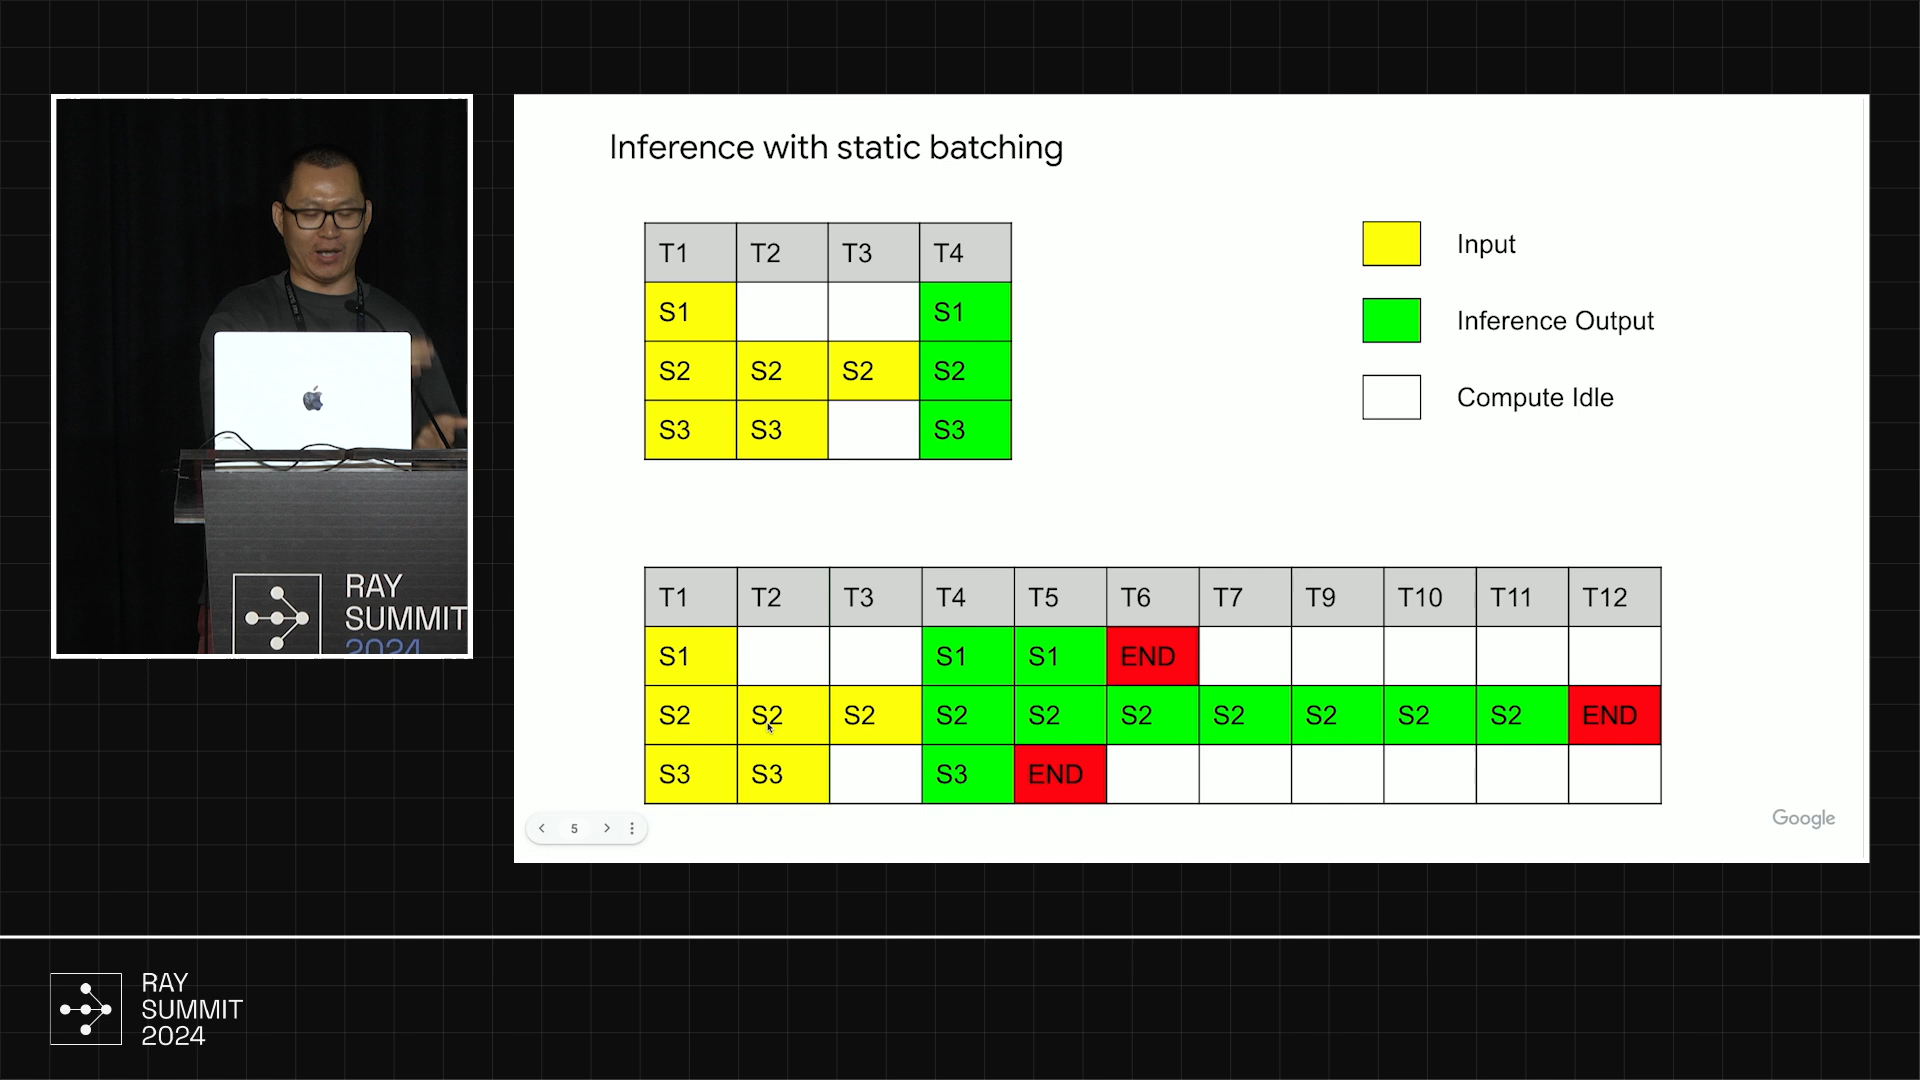 Inference with static batching
T1 T2 T3 T4
S1 S1
S2 S2 S2 S2
S3 S3 S3
Input
Inference Output
Compute Idle
T1 T2 T3 T4 T5 T6 T7 T9 T10 T11 T12
S1 S1 S1 END
S2 S2 S2 S2 S2 S2 S2 S2 S2 S2 END
S3 S3 S3 END
5
Google
RAY
SUMMIT
2024
RAY
SUMMIT
2024